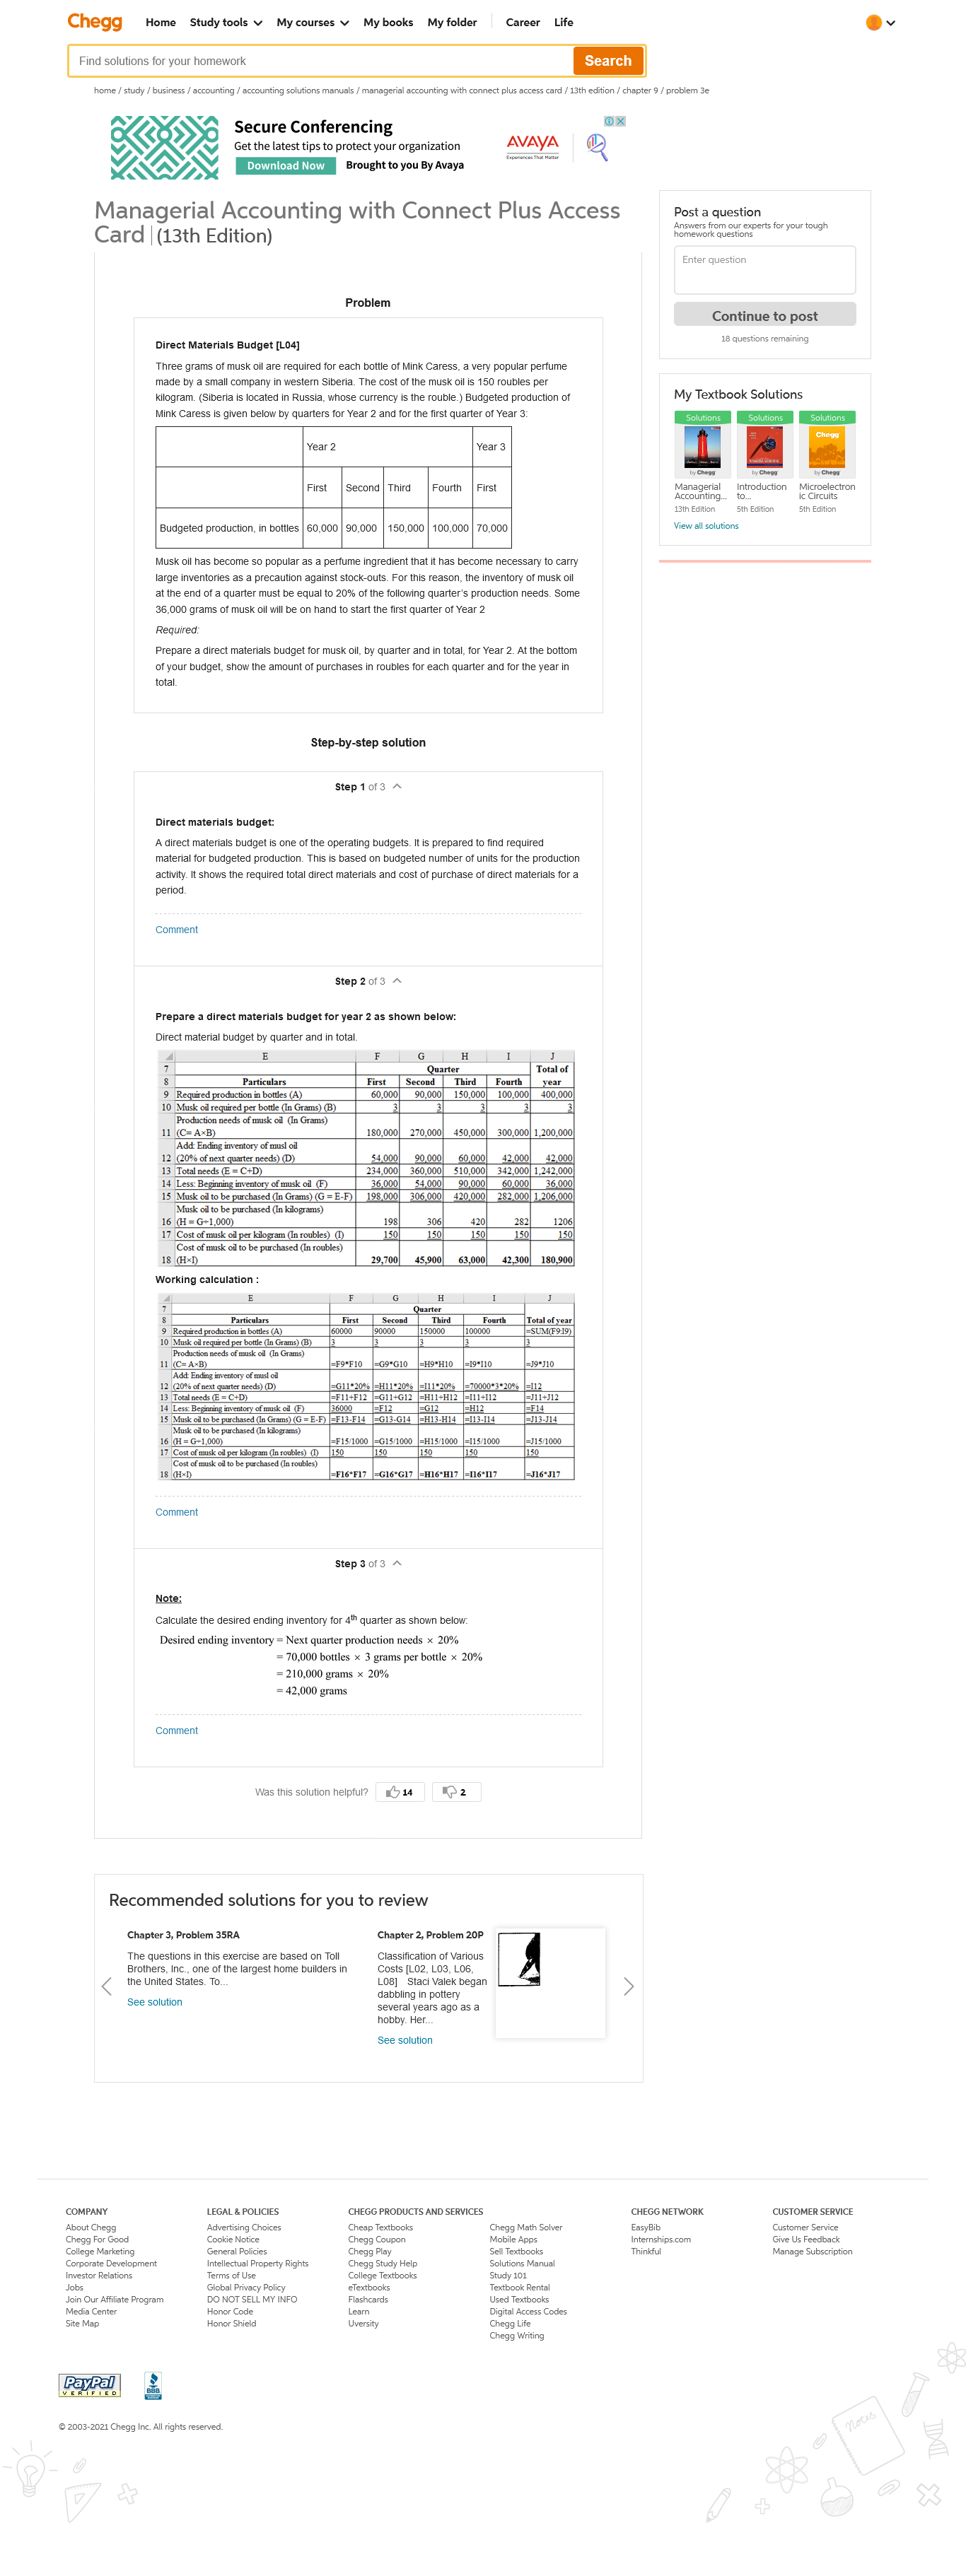 Chegg
Home Study tools My courses My books My folder Career Life
Find solutions for your homework
Search
home / study / business / accounting / accounting solutions manuals / managerial accounting with connect plus access card / 13th edition / chapter 9 / problem 3e
Secure Conferencing
Get the latest tips to protect your organization
Download Now Brought to you By Avaya
AVAYA
Experiences That Matter
Managerial Accounting with Connect Plus Access
Card | (13th Edition)
Post a question
Answers from our experts for your tough
homework questions
Enter question
Continue to post
18 questions remaining
My Textbook Solutions
Solutions Solutions Solutions
Chegg
by Chegg by Chegg by Chegg
Managerial Introduction Microelectron
Accounting... to... ic Circuits
13th Edition 5th Edition 5th Edition
View all solutions
Problem
Direct Materials Budget [L04]
Three grams of musk oil are required for each bottle of Mink Caress, a very popular perfume
made by a small company in western Siberia. The cost of the musk oil is 150 roubles per
kilogram. (Siberia is located in Russia, whose currency is the rouble.) Budgeted production of
Mink Caress is given below by quarters for Year 2 and for the first quarter of Year 3:
Year 2 Year 3
First Second Third Fourth First
Budgeted production, in bottles 60,000 90,000 150,000 100,000 70,000
Musk oil has become so popular as a perfume ingredient that it has become necessary to carry
large inventories as a precaution against stock-outs. For this reason, the inventory of musk oil
at the end of a quarter must be equal to 20% of the following quarter's production needs. Some
36,000 grams of musk oil will be on hand to start the first quarter of Year 2
Required:
Prepare a direct materials budget for musk oil, by quarter and in total, for Year 2. At the bottom
of your budget, show the amount of purchases in roubles for each quarter and for the year in
total.
Step-by-step solution
Step 1 of 3
Direct materials budget:
A direct materials budget is one of the operating budgets. It is prepared to find required
material for budgeted production. This is based on budgeted number of units for the production
activity. It shows the required total direct materials and cost of purchase of direct materials for a
period.
Comment
Step 2 of 3
Prepare a direct materials budget for year 2 as shown below:
Direct material budget by quarter and in total.
E F G H I J
7 Quarter Total of
8 Particulars First Second Third Fourth year
9 Required production in bottles (A) 60,000 90,000 150,000 100,000 400,000
10 Musk oil required per bottle (In Grams) (B) 3 3 3 3 3
Production needs of musk oil (In Grams)
11 (C= A×B) 180,000 270,000 450,000 300,000 1,200,000
Add: Ending inventory of musl oil
12 (20% of next quarter needs) (D) 54,000 90,000 60,000 42,000 42,000
13 Total needs (E = C+D) 234,000 360,000 510,000 342,000 1,242,000
14 Less: Beginning inventory of musk oil (F) 36,000 54,000 90,000 60,000 36,000
15 Musk oil to be purchased (In Grams) (G = E-F) 198,000 306,000 420,000 282,000 1,206,000
Musk oil to be purchased (In kilograms)
16 (H = G÷1,000) 198 306 420 282 1206
17 Cost of musk oil per kilogram (In roubles) (I) 150 150 150 150 150
Cost of musk oil to be purchased (In roubles)
18 (H×I) 29,700 45,900 63,000 42,300 180,900
Working calculation :
E F G H I J
7 Quarter
8 Particulars First Second Third Fourth Total of year
9 Required production in bottles (A) 60000 90000 150000 100000 =SUM(F9:I9)
10 Musk oil required per bottle (In Grams) (B) 3 3 3 3 3
Production needs of musk oil (In Grams)
11 (C= A×B) =F9*F10 =G9*G10 =H9*H10 =I9*I10 =J9*J10
Add: Ending inventory of musl oil
12 (20% of next quarter needs) (D) =G11*20% =H11*20% =I11*20% =70000*3*20% =I12
13 Total needs (E = C+D) =F11+F12 =G11+G12 =H11+H12 =I11+I12 =J11+J12
14 Less: Beginning inventory of musk oil (F) 36000 =F12 =G12 =H12 =F14
15 Musk oil to be purchased (In Grams) (G = E-F) =F13-F14 =G13-G14 =H13-H14 =I13-I14 =J13-J14
Musk oil to be purchased (In kilograms)
16 (H = G÷1,000) =F15/1000 =G15/1000 =H15/1000 =I15/1000 =J15/1000
17 Cost of musk oil per kilogram (In roubles) (I) 150 150 150 150 150
Cost of musk oil to be purchased (In roubles)
18 (H×I) =F16*F17 =G16*G17 =H16*H17 =I16*I17 =J16*J17
Comment
Step 3 of 3
Note:
Calculate the desired ending inventory for 4th quarter as shown below:
Desired ending inventory = Next quarter production needs × 20%
= 70,000 bottles × 3 grams per bottle × 20%
= 210,000 grams × 20%
= 42,000 grams
Comment
Was this solution helpful? 14 2
Recommended solutions for you to review
Chapter 3, Problem 35RA
The questions in this exercise are based on Toll
Brothers, Inc., one of the largest home builders in
the United States. To...
See solution
Chapter 2, Problem 20P
Classification of Various
Costs [L02, L03, L06,
L08] Staci Valek began
dabbling in pottery
several years ago as a
hobby. Her...
See solution
COMPANY
About Chegg
Chegg For Good
College Marketing
Corporate Development
Investor Relations
Jobs
Join Our Affiliate Program
Media Center
Site Map
LEGAL & POLICIES
Advertising Choices
Cookie Notice
General Policies
Intellectual Property Rights
Terms of Use
Global Privacy Policy
DO NOT SELL MY INFO
Honor Code
Honor Shield
CHEGG PRODUCTS AND SERVICES
Cheap Textbooks
Chegg Coupon
Chegg Play
Chegg Study Help
College Textbooks
eTextbooks
Flashcards
Learn
Uversity
Chegg Math Solver
Mobile Apps
Sell Textbooks
Solutions Manual
Study 101
Textbook Rental
Used Textbooks
Digital Access Codes
Chegg Life
Chegg Writing
CHEGG NETWORK
EasyBib
Internships.com
Thinkful
CUSTOMER SERVICE
Customer Service
Give Us Feedback
Manage Subscription
PayPal
VERIFIED
BBB
Notes
© 2003-2021 Chegg Inc. All rights reserved.